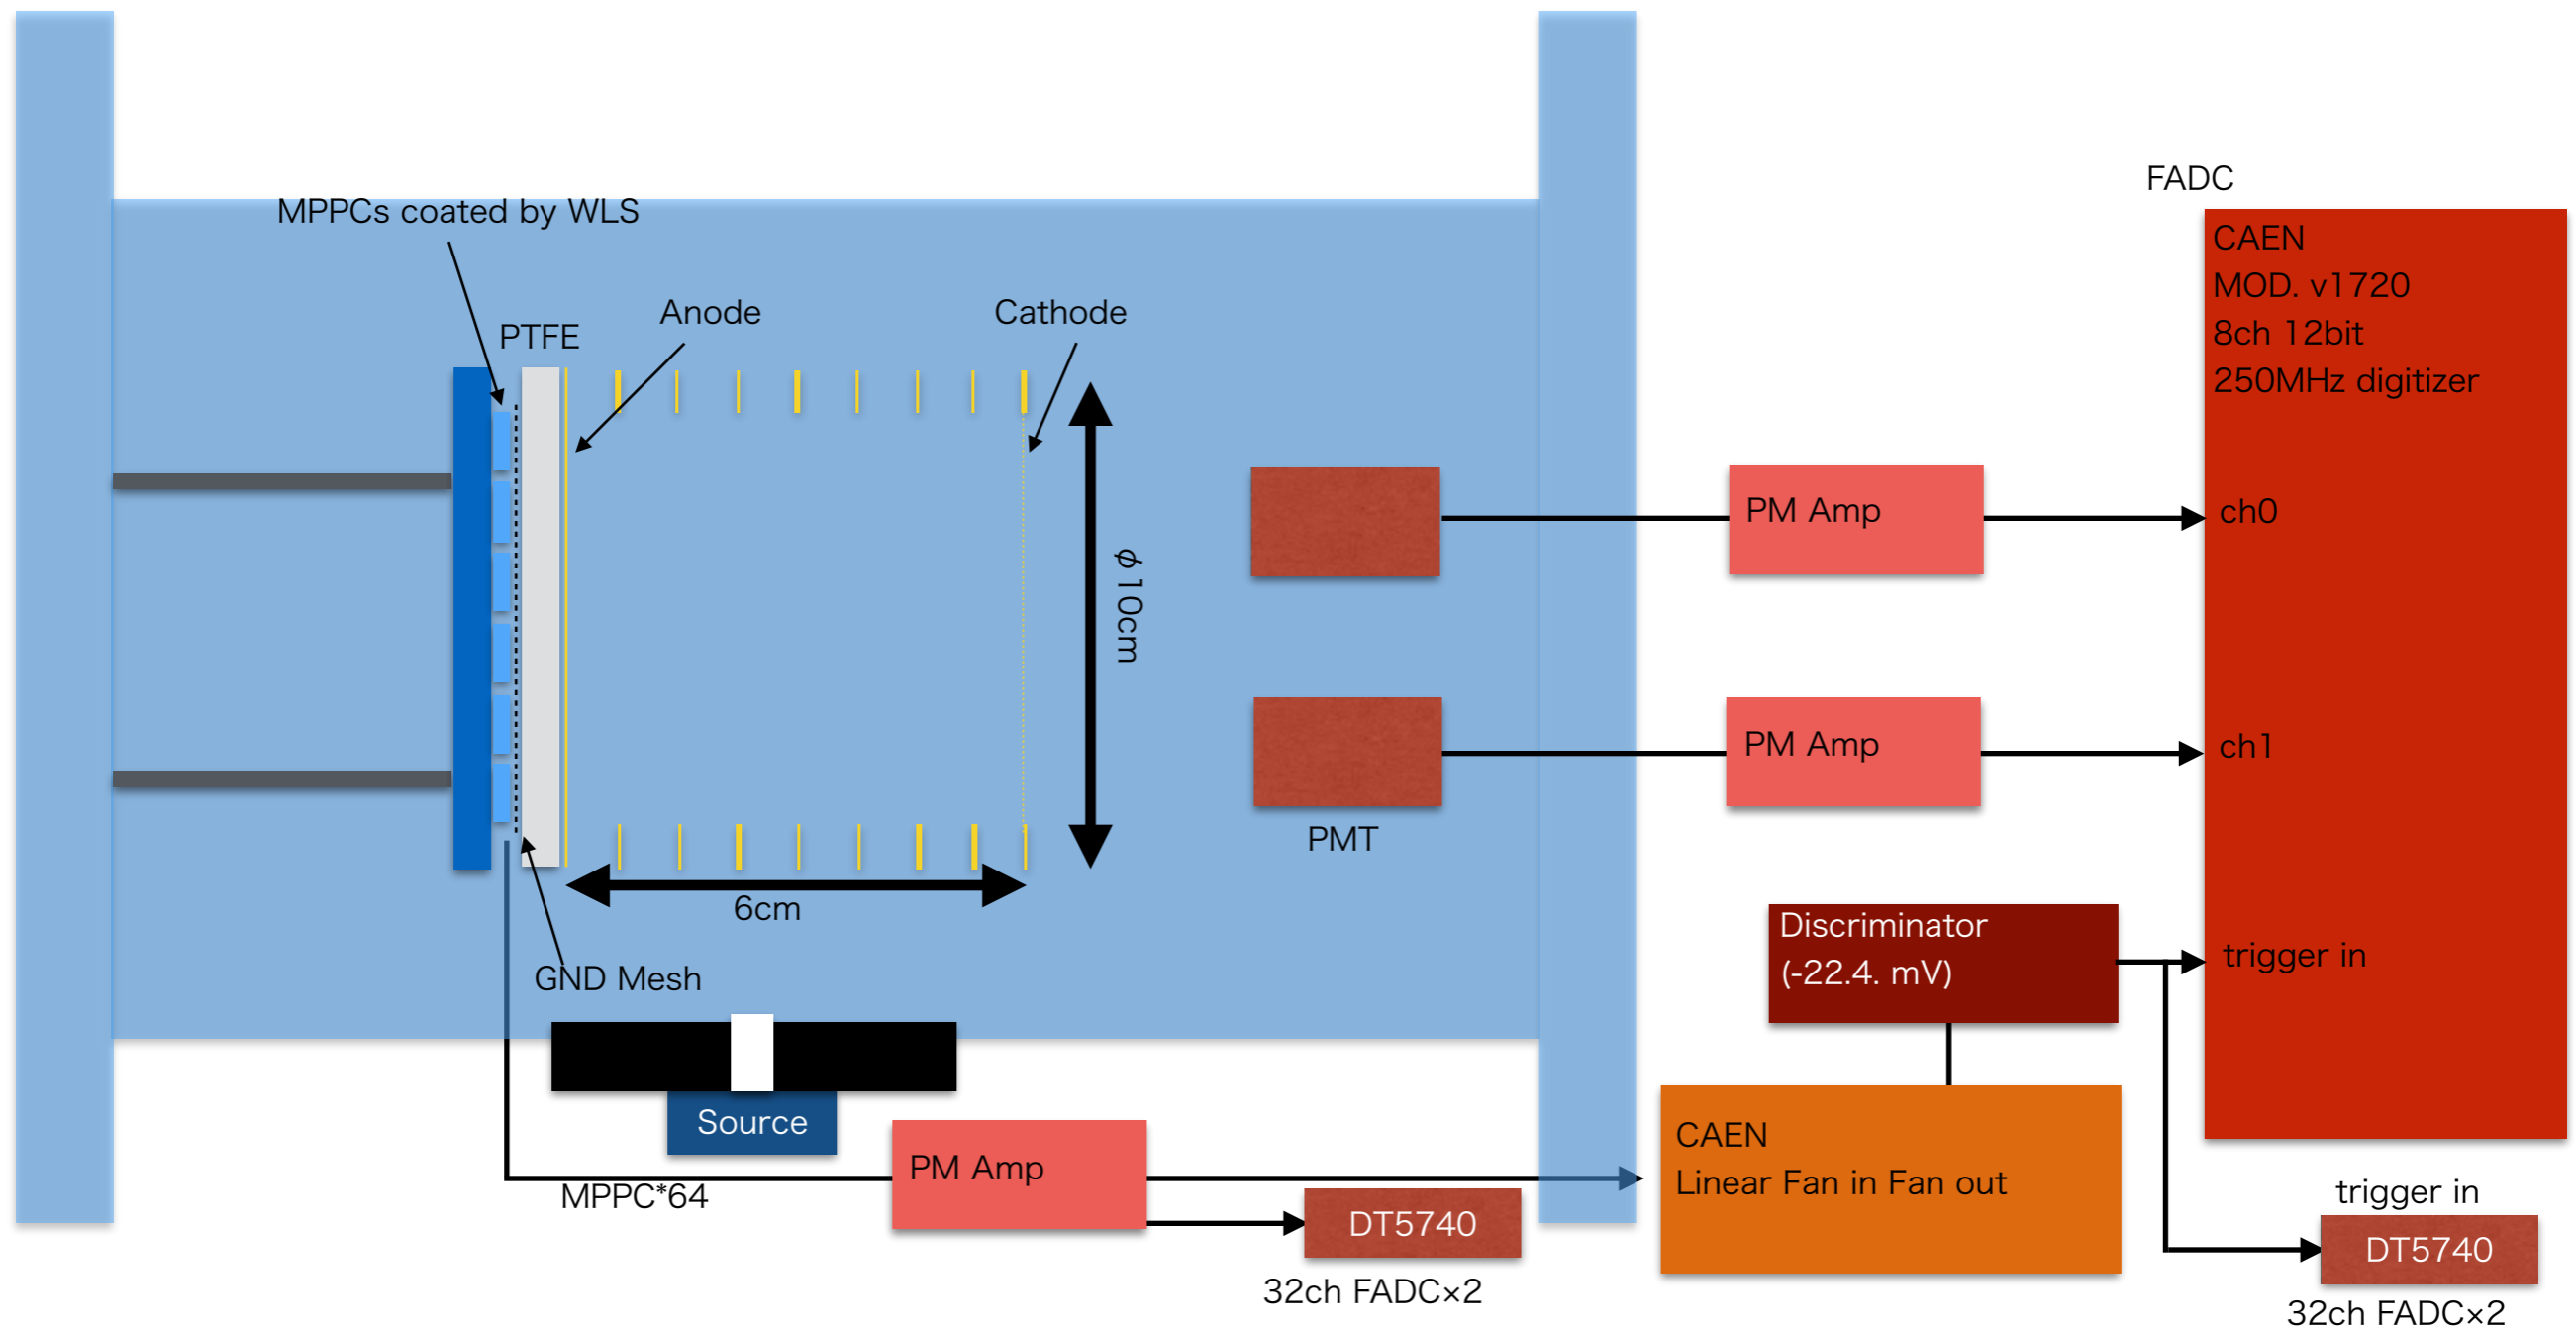 FADC
CAEN
MOD. v1720
8ch 12bit
250MHz digitizer
MPPCs coated by WLS
Anode
Cathode
PTFE
PM Amp
ch0
φ10cm
PM Amp
ch1
PMT
6cm
Discriminator
(-22.4. mV)
trigger in
GND Mesh
Source
CAEN
Linear Fan in Fan out
PM Amp
MPPC*64
trigger in
DT5740
DT5740
32ch FADC×2
32ch FADC×2